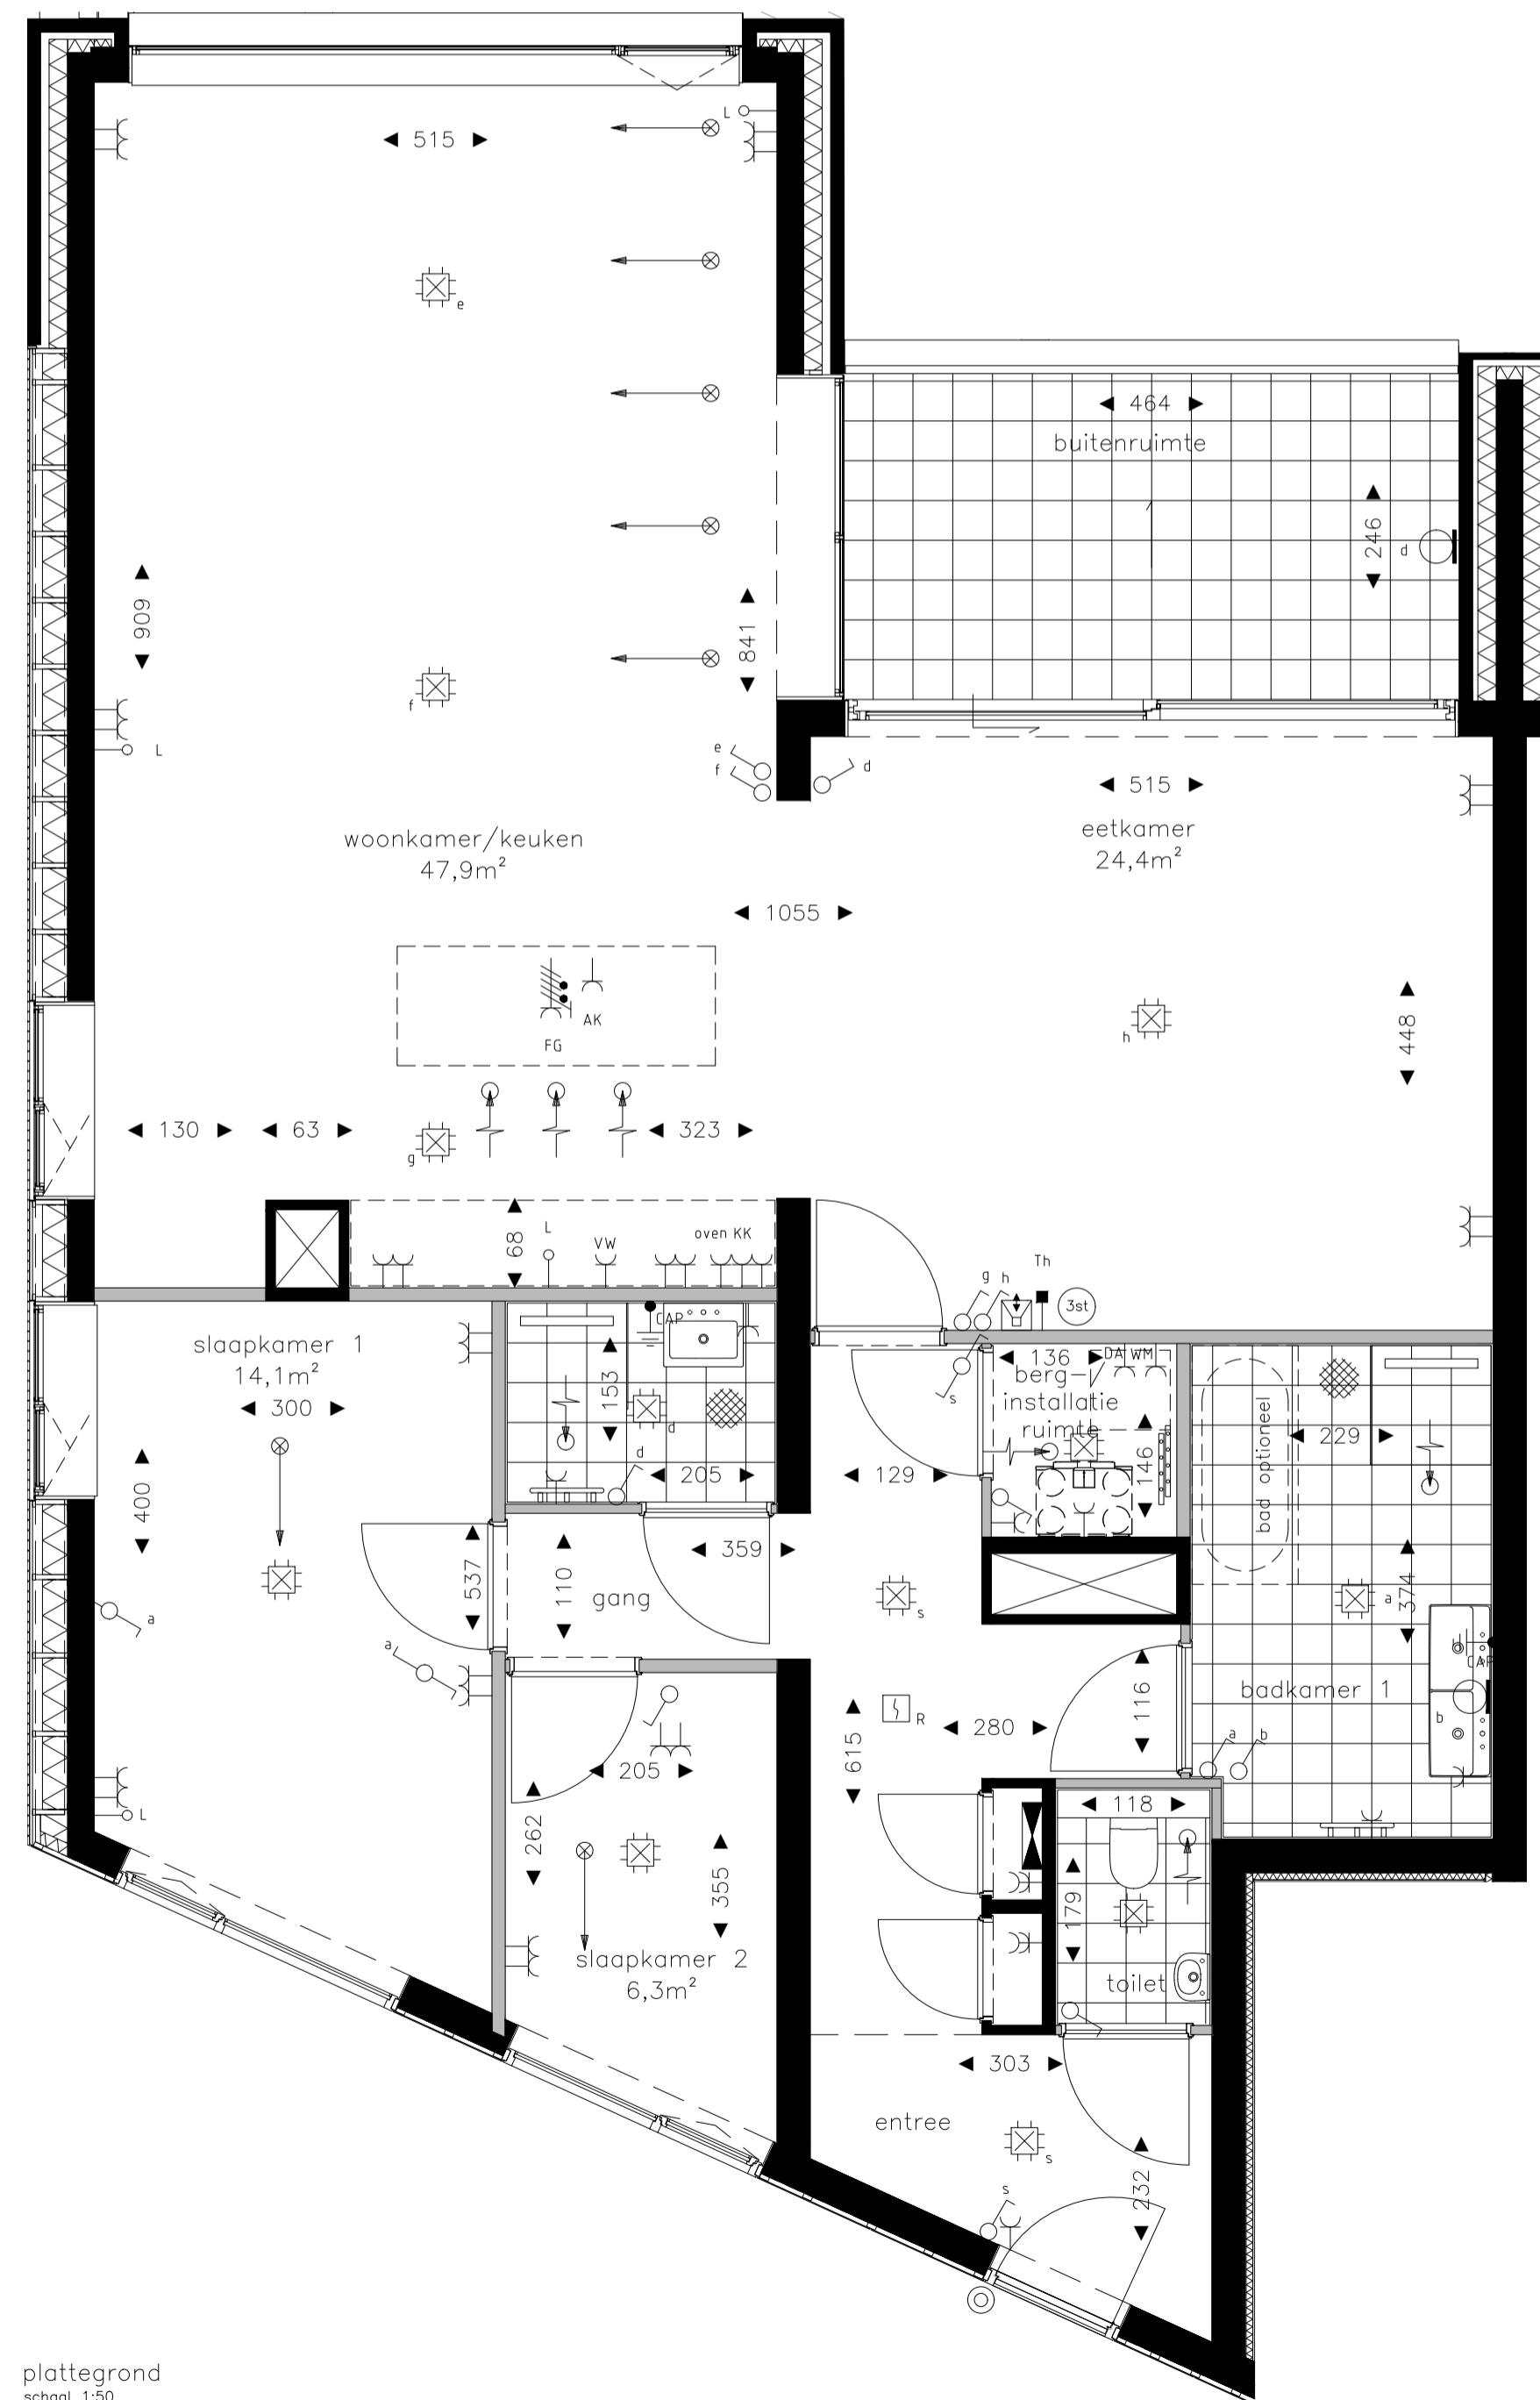 L
515
e
464
buitenruimte
246
d
909
841
f
L
e
f
d
515
woonkamer/keuken
47,9m²
eetkamer
24,4m²
1055
AK
FG
h
448
130
63
g
323
68
L
VW
oven KK
g
h
Th
3st
slaapkamer 1
14,1m²
300
CAP
153
d
d
205
s
136
DA WM
berg-
installatie
ruimte
146
129
bad optioneel
229
400
537
110
gang
359
s
a
374
a
a
badkamer 1
CAP
b
116
R
280
615
a
b
205
L
262
355
118
179
slaapkamer 2
6,3m²
toilet
303
entree
s
232
s
plattegrond
schaal 1:50